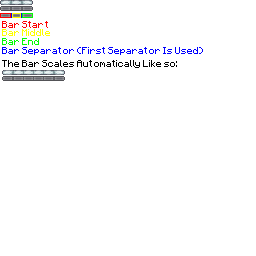 Bar Start
Bar Middle
Bar End
Bar Separator (First Separator Is Used)
The Bar Scales Automatically Like so: